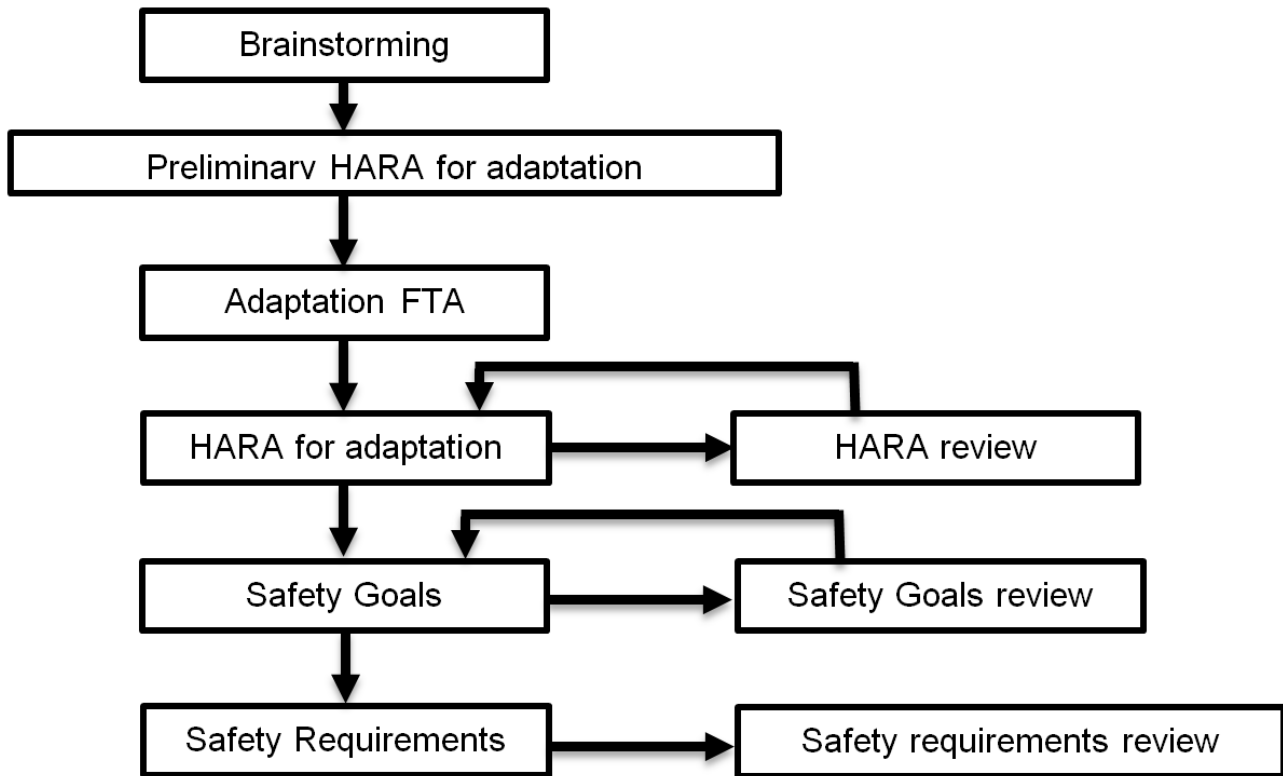 Brainstorming
Preliminary HARA for adaptation
Adaptation FTA
HARA for adaptation
HARA review
Safety Goals
Safety Goals review
Safety Requirements
Safety requirements review